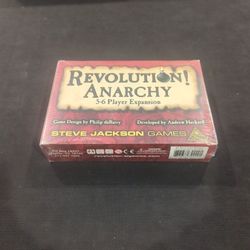 REVOLUTION!
ANARCHY
5-6 Player Expansion
Game Design by Philip duBarry
Developed by Andrew Hackard
STEVE JACKSON GAMES